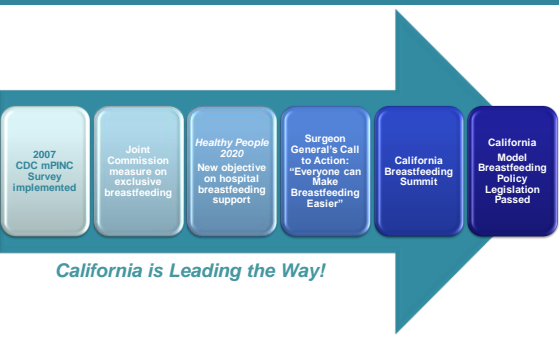 2007
CDC mPINC
Survey
implemented
Joint
Commission
measure on
exclusive
breastfeeding
Healthy People
2020
New objective
on hospital
breastfeeding
support
Surgeon
General's Call
to Action:
“Everyone can
Make
Breastfeeding
Easier”
California
Breastfeeding
Summit
California
Model
Breastfeeding
Policy
Legislation
Passed
California is Leading the Way!